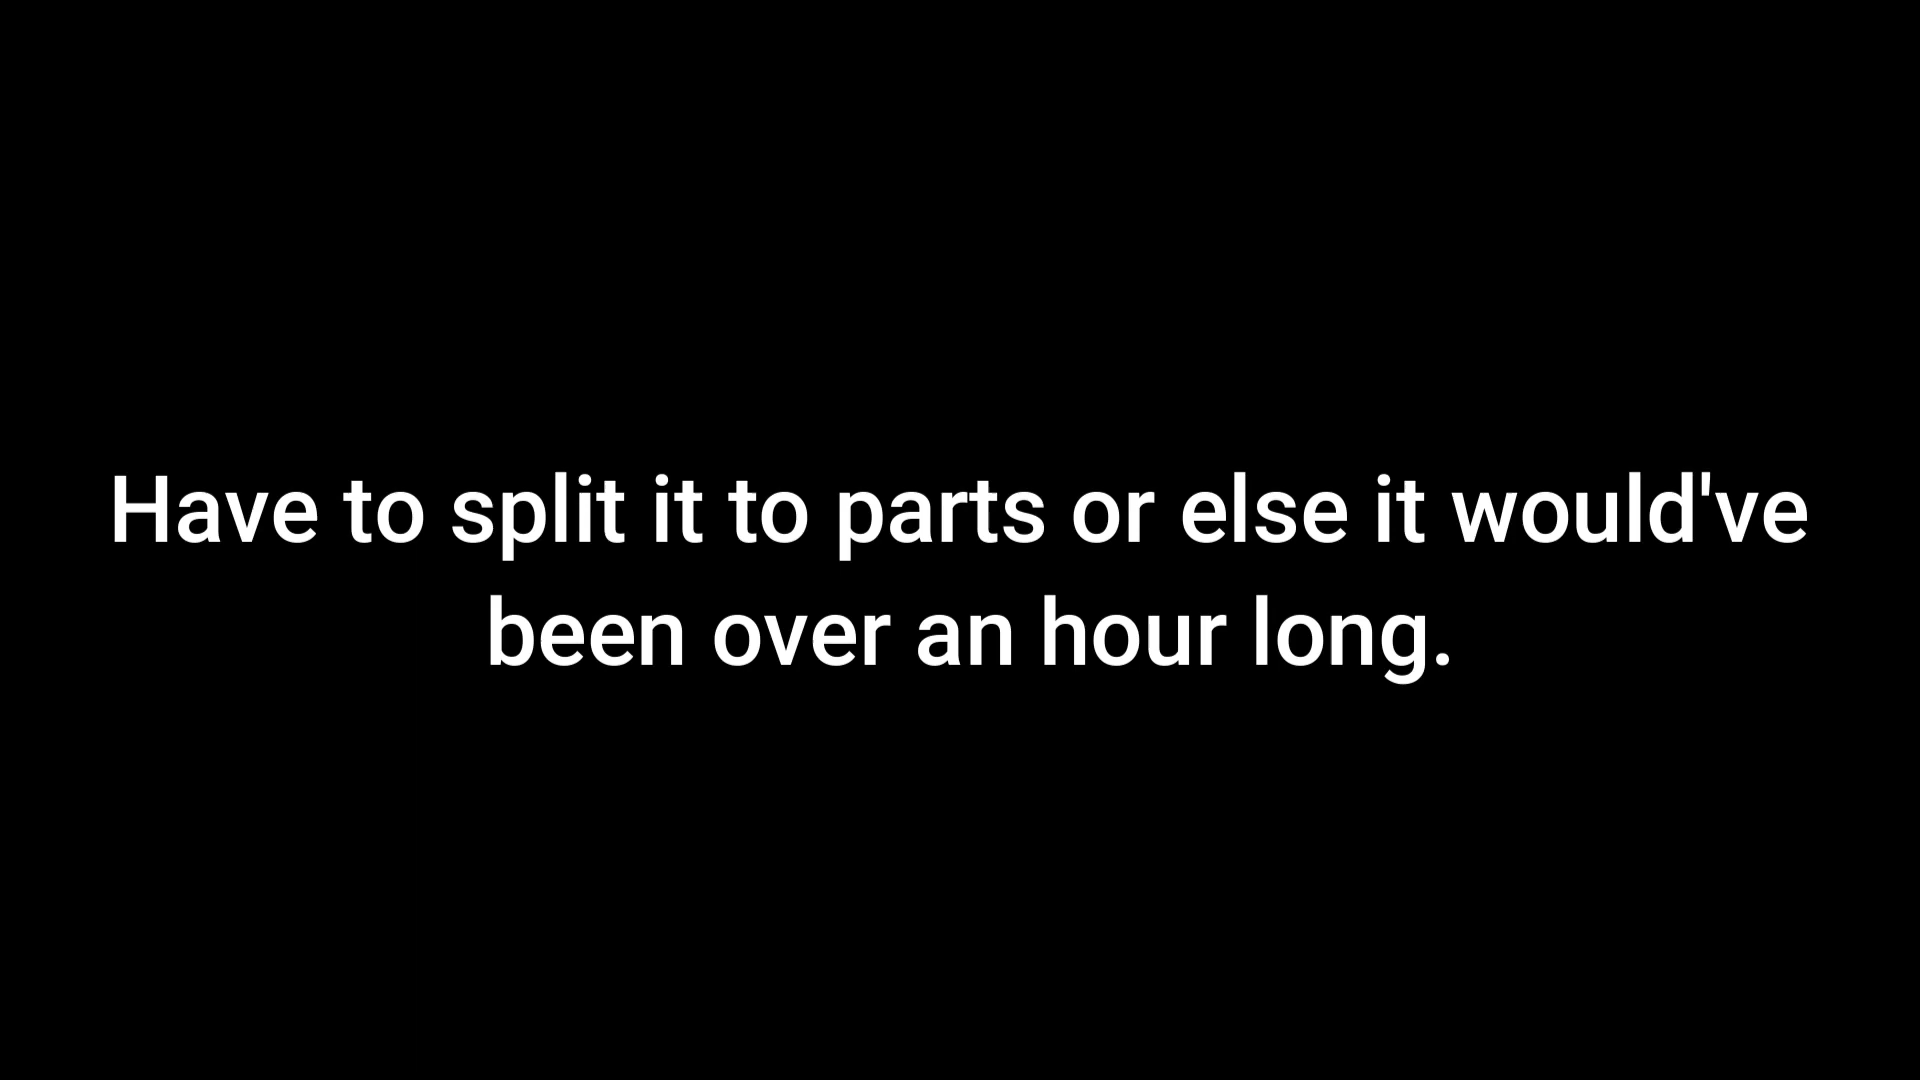 Have to split it to parts or else it would've
been over an hour long.